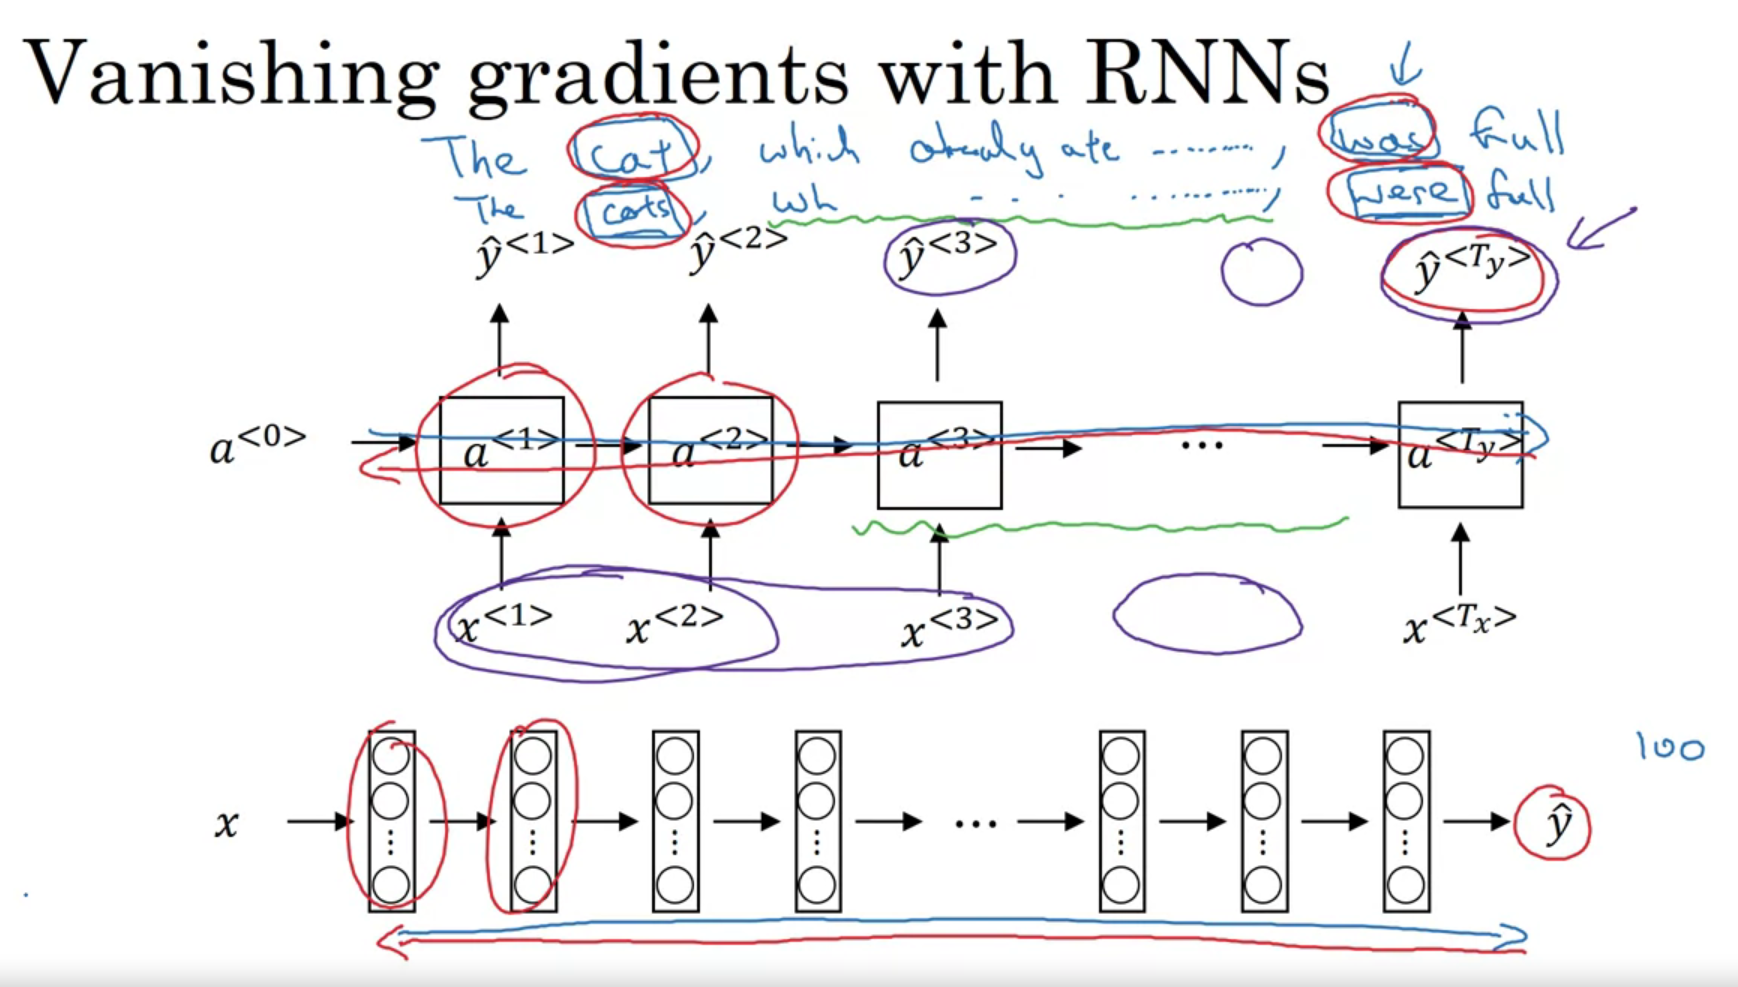 Vanishing gradients with RNNs
The cat, which already ate ........, was full
The cats, wh - . . . ........, were full
ŷ<1> ŷ<2> ŷ<3> ŷ<Ty>
a<0> a<1> a<2> a<3> ... a<Ty>
x<1> x<2> x<3> x<Tx>
100
x ... ŷ